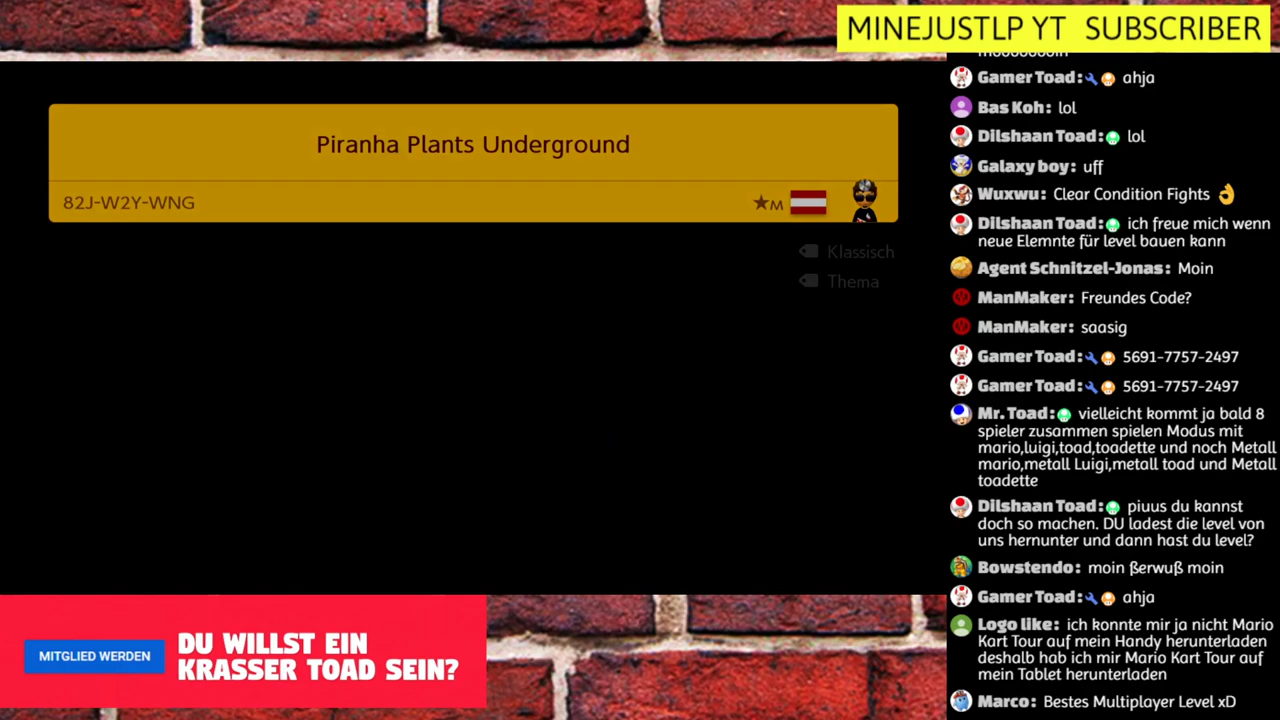 MINEJUSTLP YT SUBSCRIBER
Piranha Plants Underground
82J-W2Y-WNG
★M
Klassisch
Thema
MITGLIED WERDEN
DU WILLST EIN
KRASSER TOAD SEIN?
Gamer Toad: ahja
Bas Koh: lol
Dilshaan Toad: lol
Galaxy boy: uff
Wuxwu: Clear Condition Fights 👌
Dilshaan Toad: ich freue mich wenn
neue Elemnte für level bauen kann
Agent Schnitzel-Jonas: Moin
ManMaker: Freundes Code?
ManMaker: saasig
Gamer Toad: 5691-7757-2497
Gamer Toad: 5691-7757-2497
Mr. Toad: vielleicht kommt ja bald 8
spieler zusammen spielen Modus mit
mario,luigi,toad,toadette und noch Metall
mario,metall Luigi,metall toad und Metall
toadette
Dilshaan Toad: piuus du kannst
doch so machen. DU ladest die level von
uns hernunter und dann hast du level?
Bowstendo: moin ßerwuß moin
Gamer Toad: ahja
Logo like: ich konnte mir ja nicht Mario
Kart Tour auf mein Handy herunterladen
deshalb hab ich mir Mario Kart Tour auf
mein Tablet herunterladen
Marco: Bestes Multiplayer Level xD